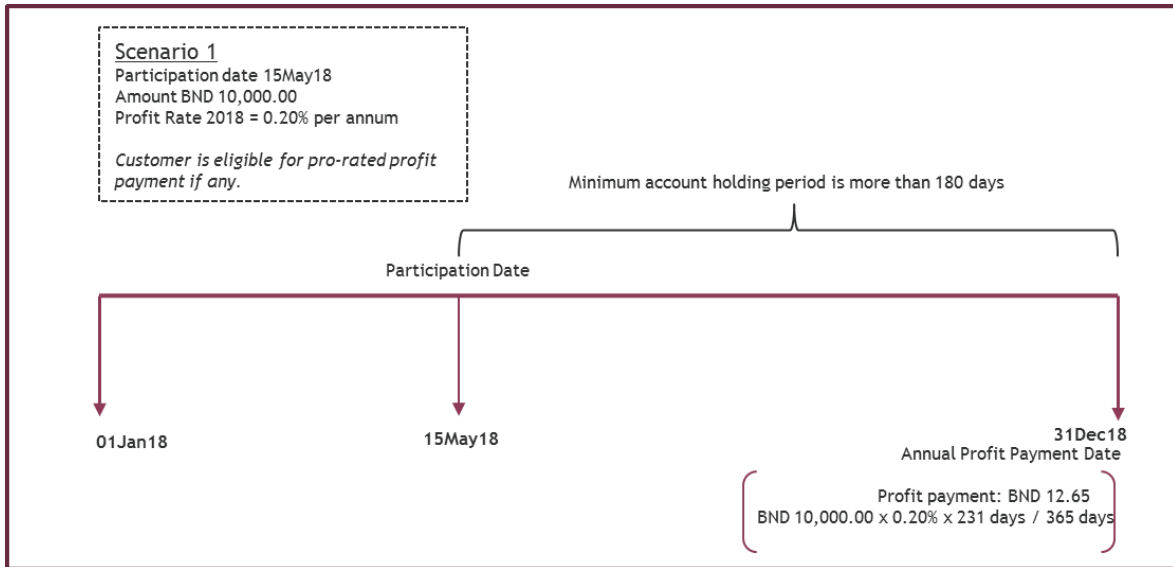 Scenario 1
Participation date 15May18
Amount BND 10,000.00
Profit Rate 2018 = 0.20% per annum
Customer is eligible for pro-rated profit
payment if any.
Minimum account holding period is more than 180 days
Participation Date
01Jan18
15May18
31Dec18
Annual Profit Payment Date
Profit payment: BND 12.65
BND 10,000.00 x 0.20% x 231 days / 365 days